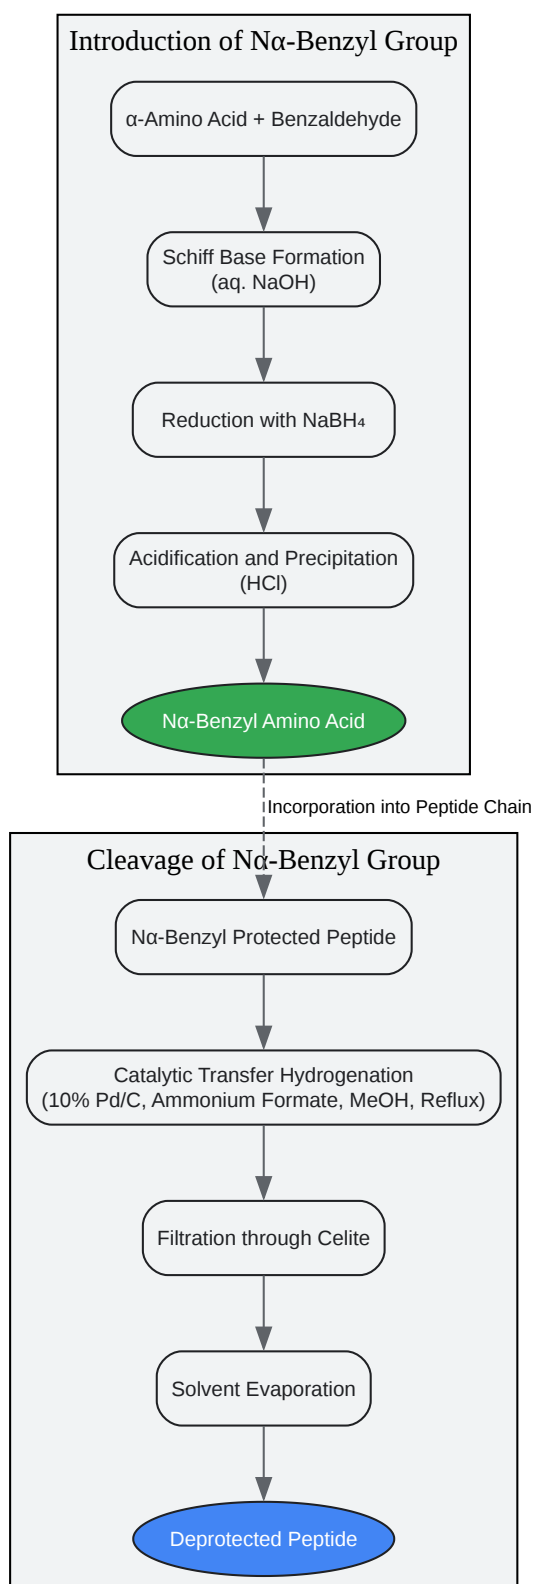 Introduction of Nα-Benzyl Group
α-Amino Acid + Benzaldehyde
Schiff Base Formation
(aq. NaOH)
Reduction with NaBH₄
Acidification and Precipitation
(HCl)
Nα-Benzyl Amino Acid
Incorporation into Peptide Chain
Cleavage of Nα-Benzyl Group
Nα-Benzyl Protected Peptide
Catalytic Transfer Hydrogenation
(10% Pd/C, Ammonium Formate, MeOH, Reflux)
Filtration through Celite
Solvent Evaporation
Deprotected Peptide